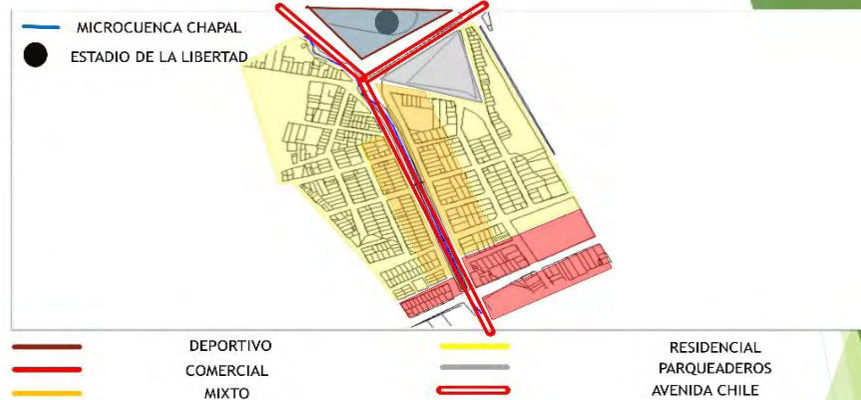 MICROCUENCA CHAPAL
ESTADIO DE LA LIBERTAD
DEPORTIVO
COMERCIAL
MIXTO
RESIDENCIAL
PARQUEADEROS
AVENIDA CHILE